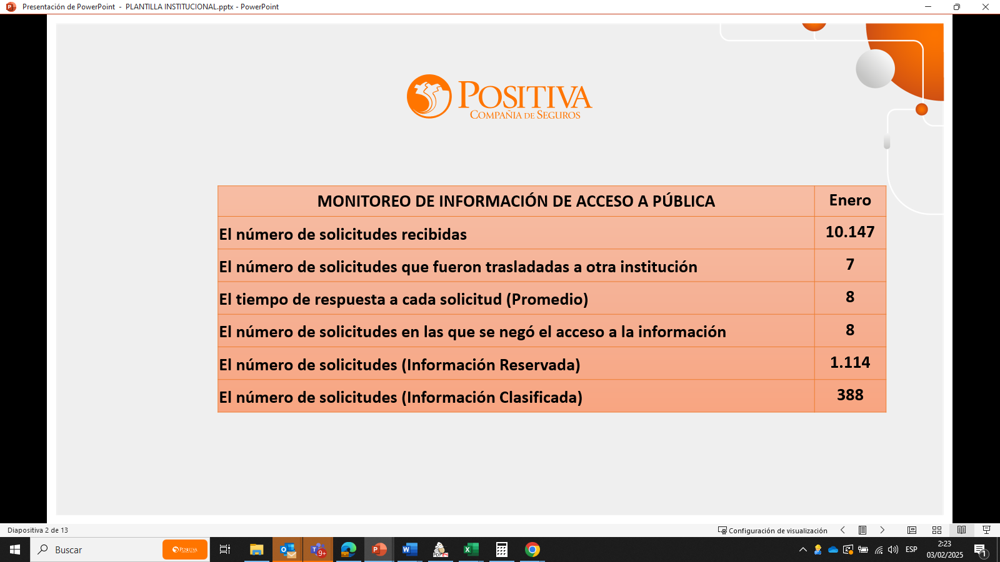 Presentación de PowerPoint - PLANTILLA INSTITUCIONAL.pptx - PowerPoint
POSITIVA
COMPAÑIA DE SEGUROS
MONITOREO DE INFORMACIÓN DE ACCESO A PÚBLICA Enero
El número de solicitudes recibidas 10.147
El número de solicitudes que fueron trasladadas a otra institución 7
El tiempo de respuesta a cada solicitud (Promedio) 8
El número de solicitudes en las que se negó el acceso a la información 8
El número de solicitudes (Información Reservada) 1.114
El número de solicitudes (Información Clasificada) 388
Diapositiva 2 de 13 Configuración de visualización
Buscar POSITIVA 9+ ESP 2:23
03/02/2025 1